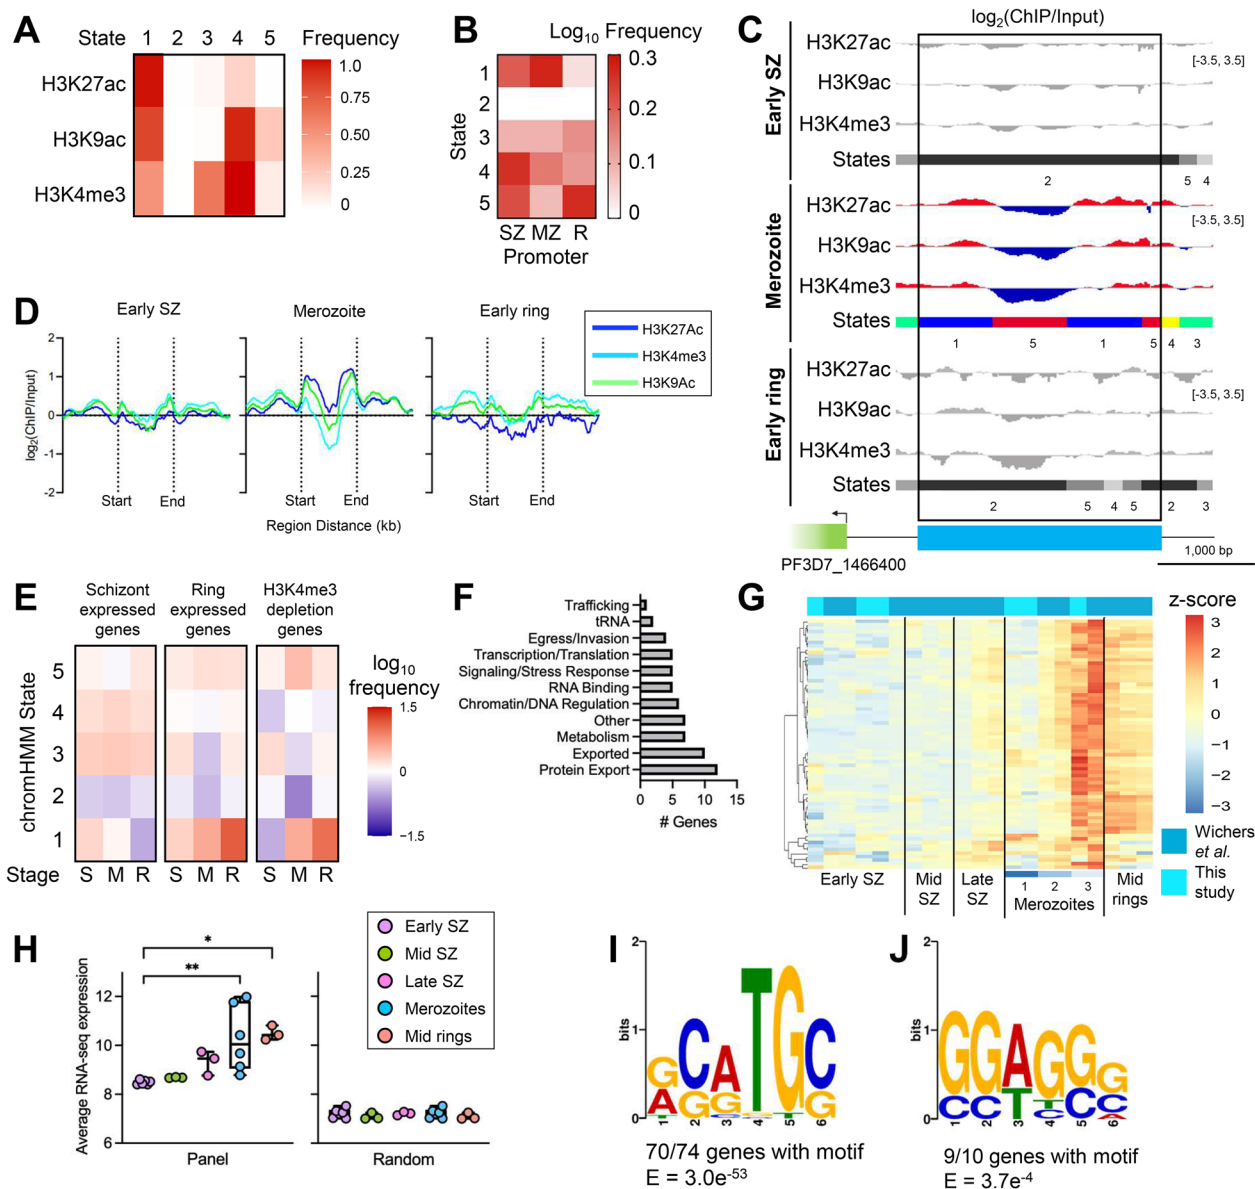 A
State 1 2 3 4 5 Frequency
H3K27ac
H3K9ac
H3K4me3
1.0
0.75
0.50
0.25
0
B
Log10 Frequency
State
1
2
3
4
5
SZ MZ R
Promoter
0.3
0.2
0.1
0
C
log2(ChIP/Input)
Early SZ
H3K27ac
[-3.5, 3.5]
H3K9ac
H3K4me3
States
2 5 4
Merozoite
H3K27ac
[-3.5, 3.5]
H3K9ac
H3K4me3
States
1 5 1 5 4 3
Early ring
H3K27ac
[-3.5, 3.5]
H3K9ac
H3K4me3
States
2 5 4 5 2 3
PF3D7_1466400
1,000 bp
D
Early SZ Merozoite Early ring
H3K27Ac
H3K4me3
H3K9Ac
log2(ChIP/Input)
2
1
0
-1
-2
Start End Start End Start End
Region Distance (kb)
E
Schizont expressed genes
Ring expressed genes
H3K4me3 depletion
chromHMM State
5
4
3
2
1
Stage S M R S M R S M R
log10 frequency
1.5
0
−1.5
F
Trafficking
tRNA
Egress/Invasion
Transcription/Translation
Signaling/Stress Response
RNA Binding
Chromatin/DNA Regulation
Other
Metabolism
Exported
Protein Export
0 5 10 15
# Genes
G
z-score
3
2
1
0
−1
−2
−3
Wichers et al.
This study
Early SZ
Mid SZ
Late SZ
1 2 3
Merozoites
Mid rings
H
Average RNA-seq expression
12
10
8
6
*
**
Panel Random
Early SZ
Mid SZ
Late SZ
Merozoites
Mid rings
I
2
1
0
bits
GCATGC
AGG G
1 2 3 4 5 6
70/74 genes with motif
E = 3.0e-53
J
2
1
0
bits
GGAGGG
CCTTCC
CA
1 2 3 4 5 6
9/10 genes with motif
E = 3.7e-4